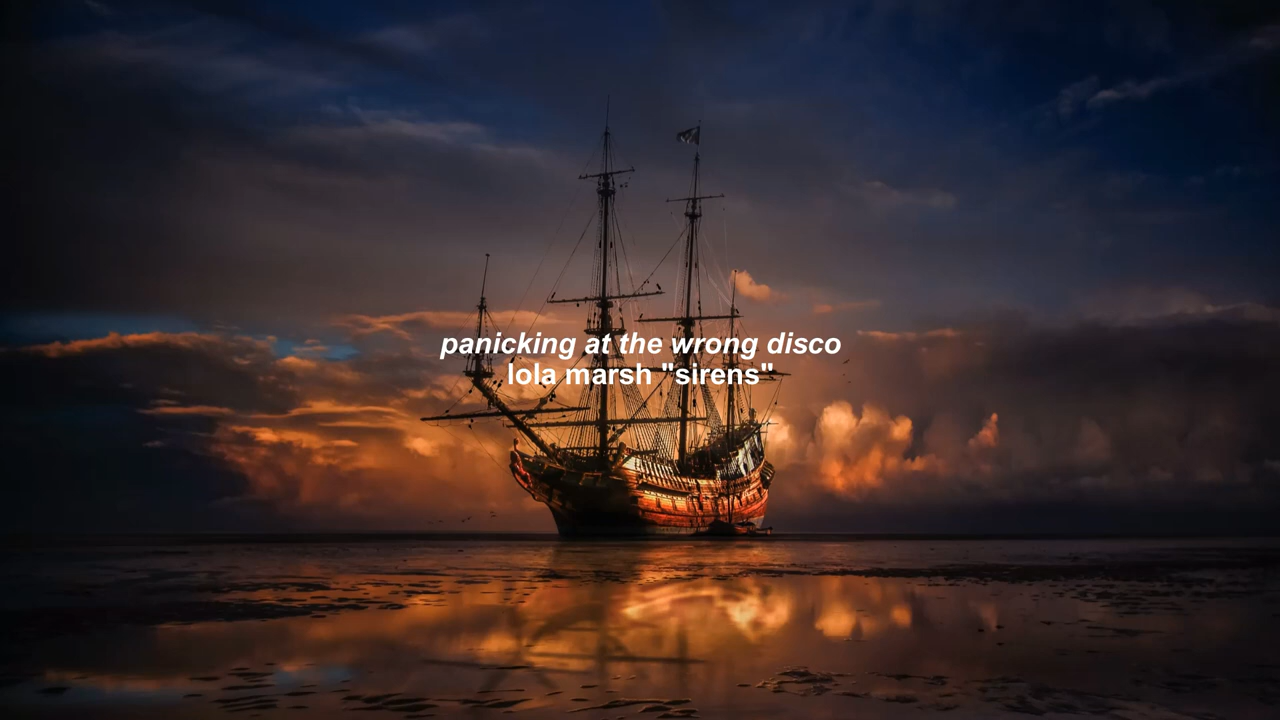 panicking at the wrong disco
lola marsh "sirens"